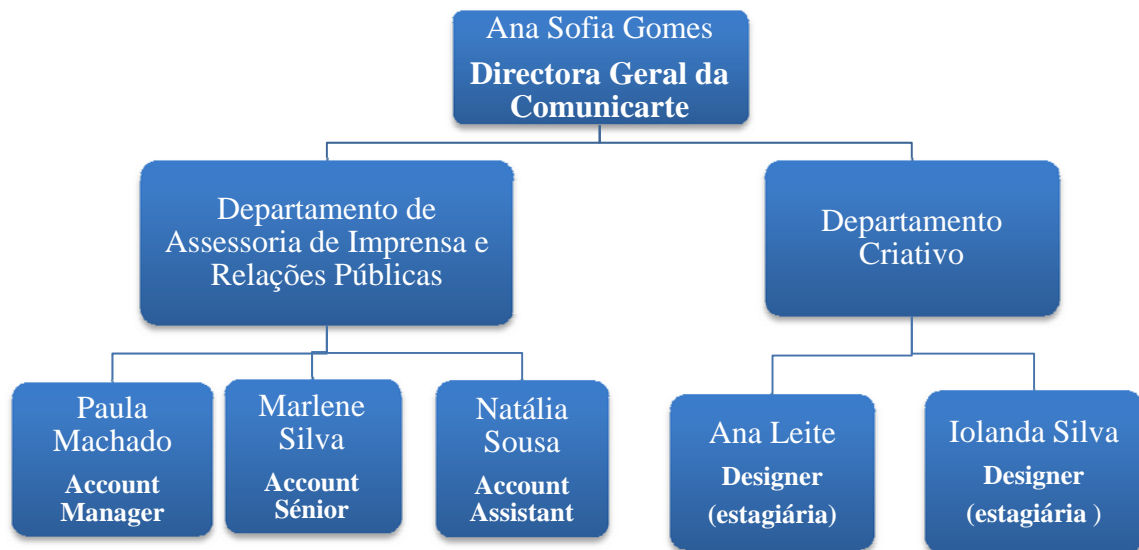 Ana Sofia Gomes
Directora Geral da
Comunicarte
Departamento de
Assessoria de Imprensa e
Relações Públicas
Departamento
Criativo
Paula
Machado
Account
Manager
Marlene
Silva
Account
Sénior
Natália
Sousa
Account
Assistant
Ana Leite
Designer
(estagiária)
Iolanda Silva
Designer
(estagiária )